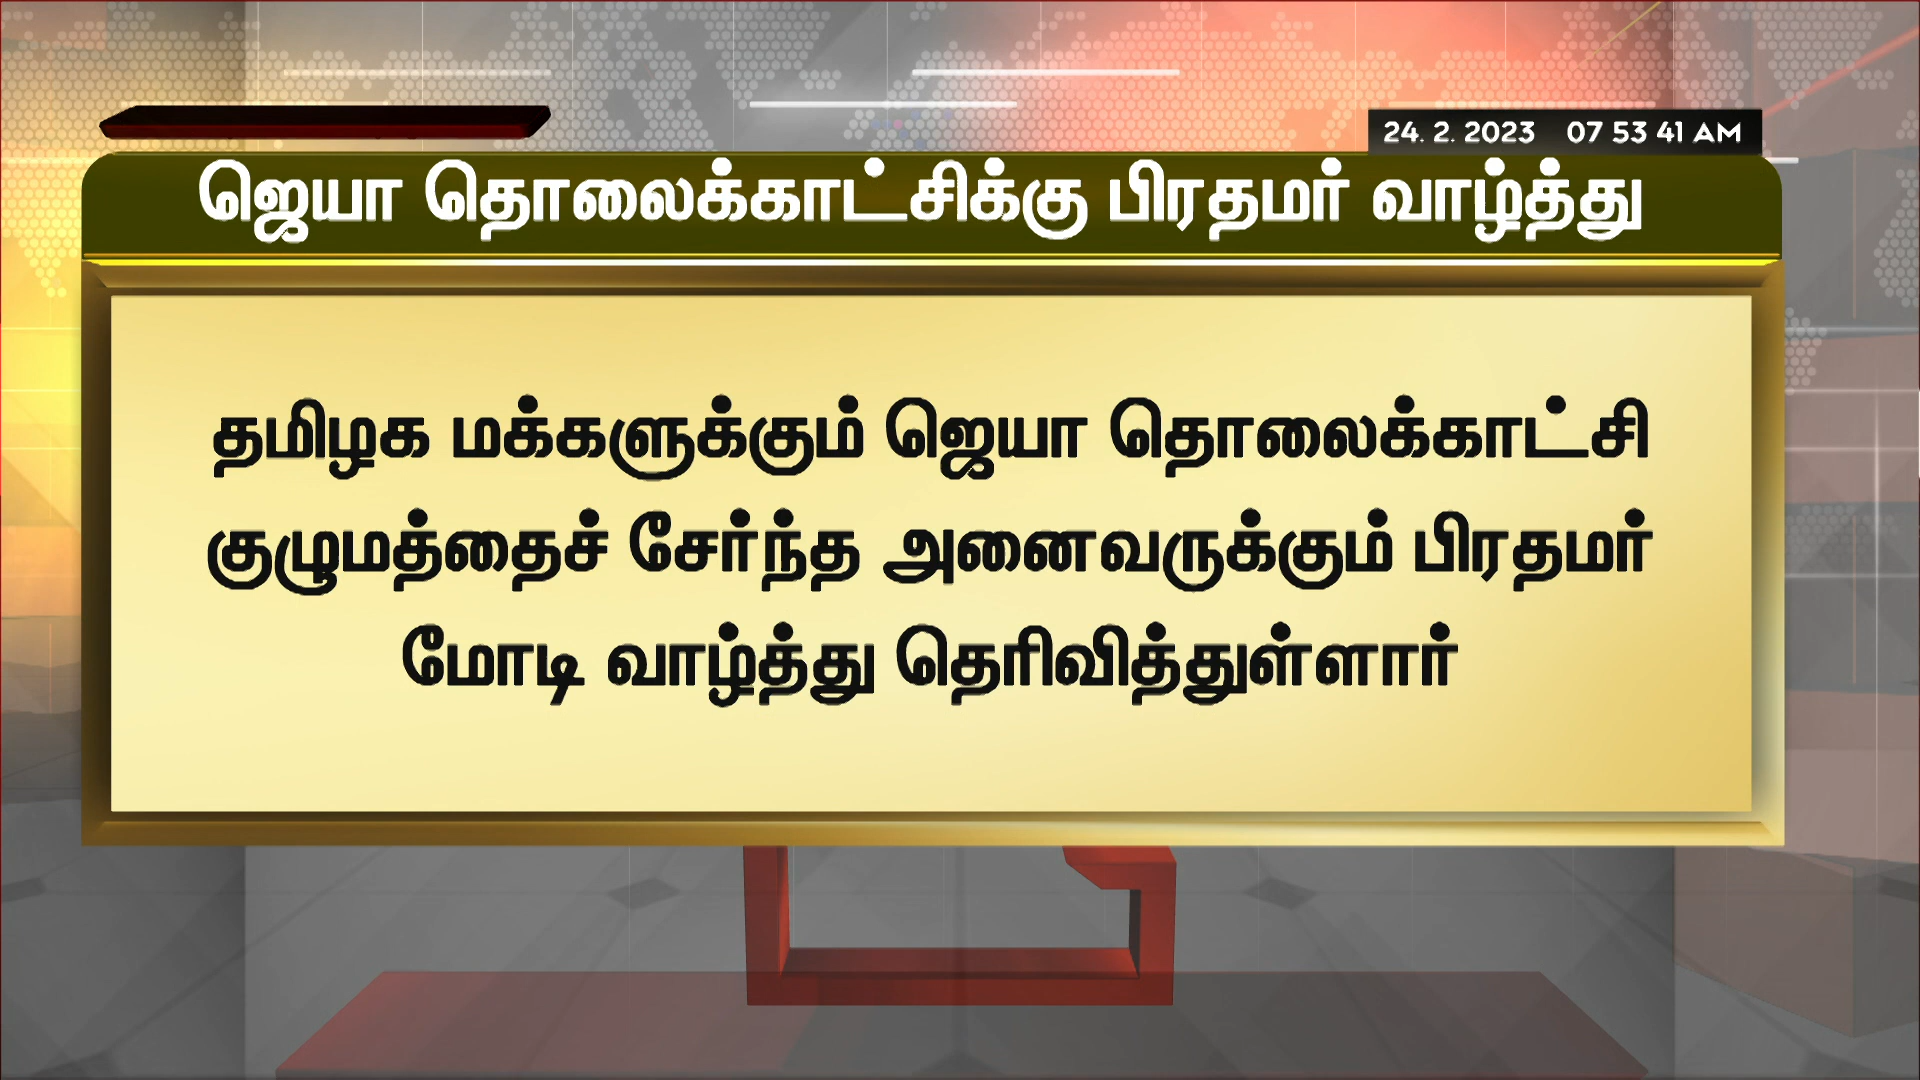 24. 2. 2023 07 53 41 AM
ஜெயா தொலைக்காட்சிக்கு பிரதமர் வாழ்த்து
தமிழக மக்களுக்கும் ஜெயா தொலைக்காட்சி
குழுமத்தைச் சேர்ந்த அனைவருக்கும் பிரதமர்
மோடி வாழ்த்து தெரிவித்துள்ளார்